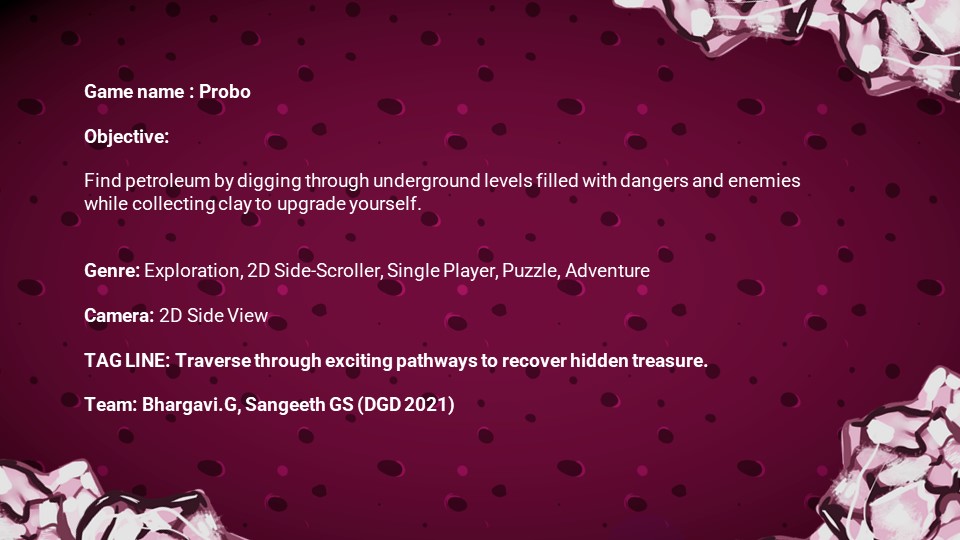 Game name : Probo
Objective:
Find petroleum by digging through underground levels filled with dangers and enemies
while collecting clay to upgrade yourself.
Genre: Exploration, 2D Side-Scroller, Single Player, Puzzle, Adventure
Camera: 2D Side View
TAG LINE: Traverse through exciting pathways to recover hidden treasure.
Team: Bhargavi.G, Sangeeth GS (DGD 2021)